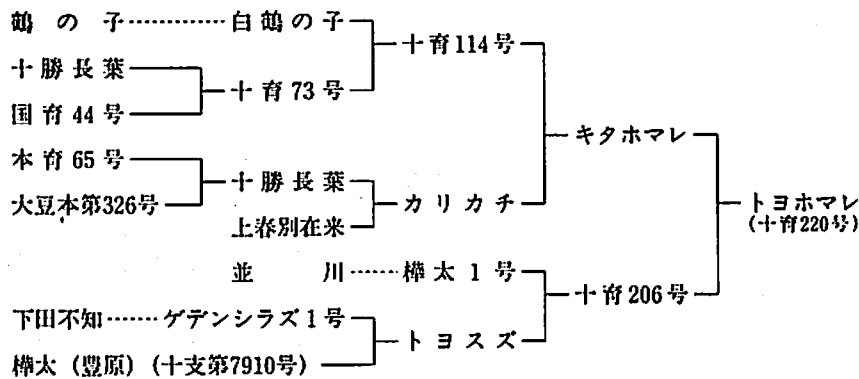 鶴の子……白鶴の子
十育114号
十勝長葉
十育73号
国育44号
キタホマレ
本育65号
十勝長葉
大豆本第326号
カリカチ
トヨホマレ
(十育220号)
上春別在来
並川……樺太1号
十育206号
下田不知……ゲデンシラズ1号
トヨスズ
樺太(豊原)(十支第7910号)